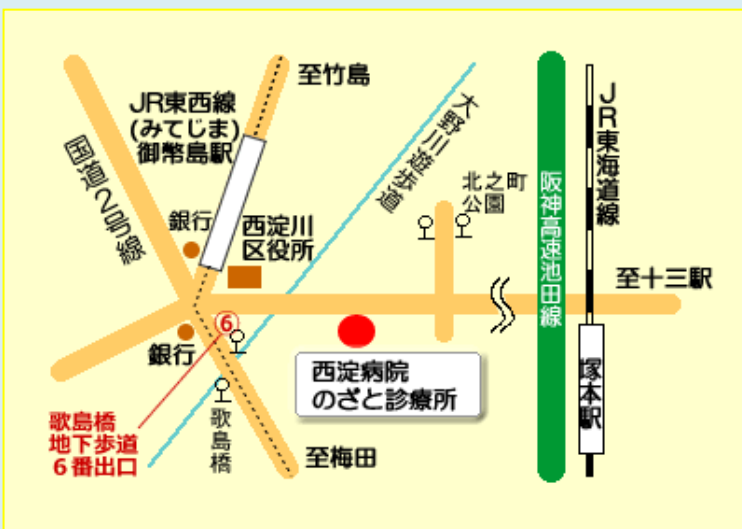 至竹島
JR東西線
(みてじま)
御幣島駅
国道2号線
銀行
西淀川
区役所
大野川遊歩道
北之町
公園
阪神高速池田線
JR東海道線
至十三駅
⑥
銀行
西淀病院
のざと診療所
塚本駅
歌島橋
地下歩道
6番出口
歌島橋
至梅田